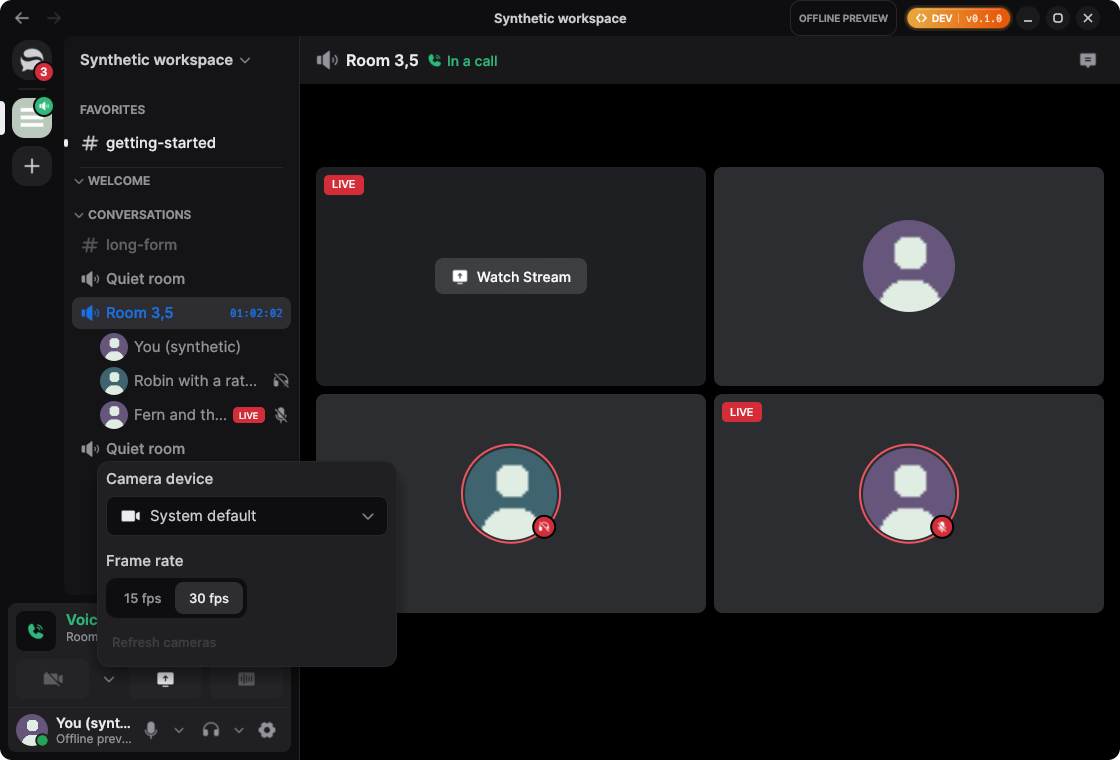 Synthetic workspace
OFFLINE PREVIEW
DEV
v0.1.0
3
Synthetic workspace
FAVORITES
# getting-started
WELCOME
CONVERSATIONS
# long-form
Quiet room
Room 3,5
01:02:02
You (synthetic)
Robin with a rat...
Fern and th...
LIVE
Quiet room
Room 3,5
In a call
LIVE
Watch Stream
LIVE
Camera device
System default
Frame rate
15 fps
30 fps
Refresh cameras
Voic
Room
You (synt...
Offline prev...